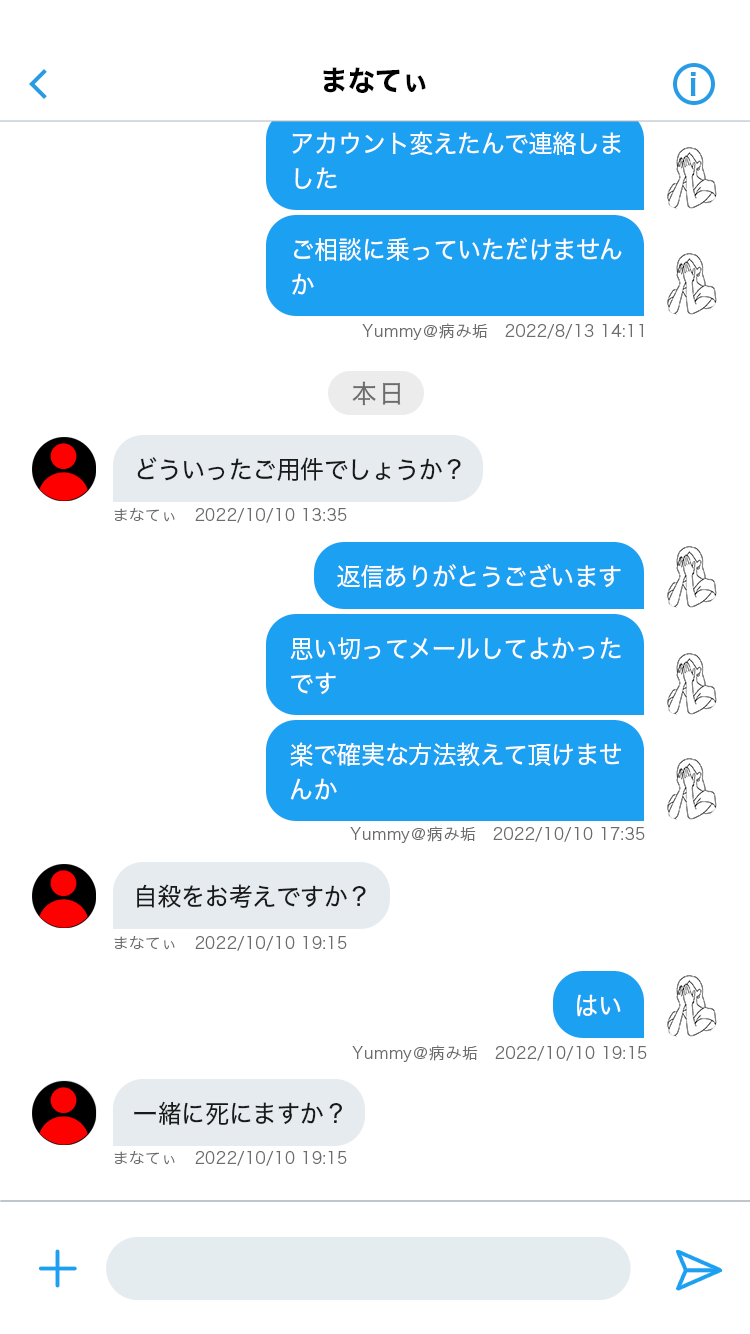 まなてぃ
アカウント変えたんで連絡しま
した
ご相談に乗っていただけません
か
Yummy@病み垢 2022/8/13 14:11
本日
どういったご用件でしょうか？
まなてぃ 2022/10/10 13:35
返信ありがとうございます
思い切ってメールしてよかった
です
楽で確実な方法教えて頂けませ
んか
Yummy@病み垢 2022/10/10 17:35
自殺をお考えですか？
まなてぃ 2022/10/10 19:15
はい
Yummy@病み垢 2022/10/10 19:15
一緒に死にますか？
まなてぃ 2022/10/10 19:15